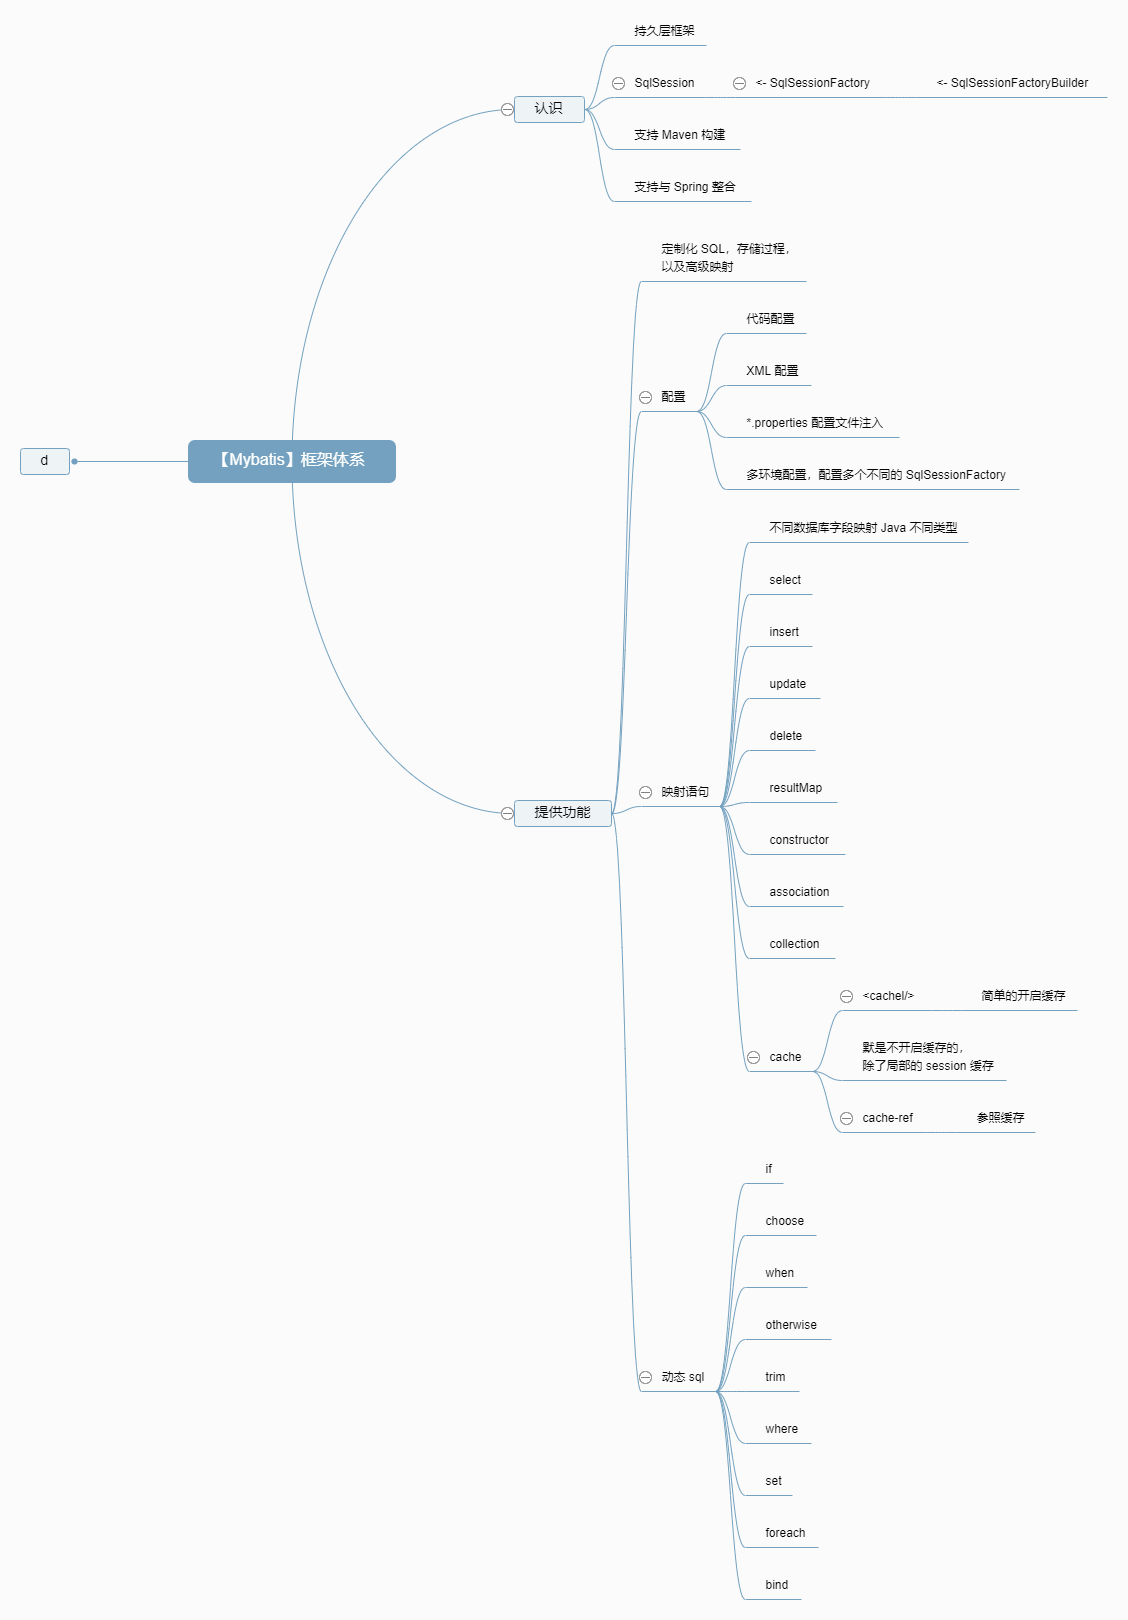 持久层框架
SqlSession
<- SqlSessionFactory
<- SqlSessionFactoryBuilder
认识
支持 Maven 构建
支持与 Spring 整合
定制化 SQL，存储过程，
以及高级映射
代码配置
XML 配置
配置
*.properties 配置文件注入
多环境配置，配置多个不同的 SqlSessionFactory
d
【Mybatis】框架体系
不同数据库字段映射 Java 不同类型
select
insert
update
delete
resultMap
映射语句
提供功能
constructor
association
collection
<cachel/>
简单的开启缓存
默是不开启缓存的，
除了局部的 session 缓存
cache
cache-ref
参照缓存
if
choose
when
otherwise
动态 sql
trim
where
set
foreach
bind